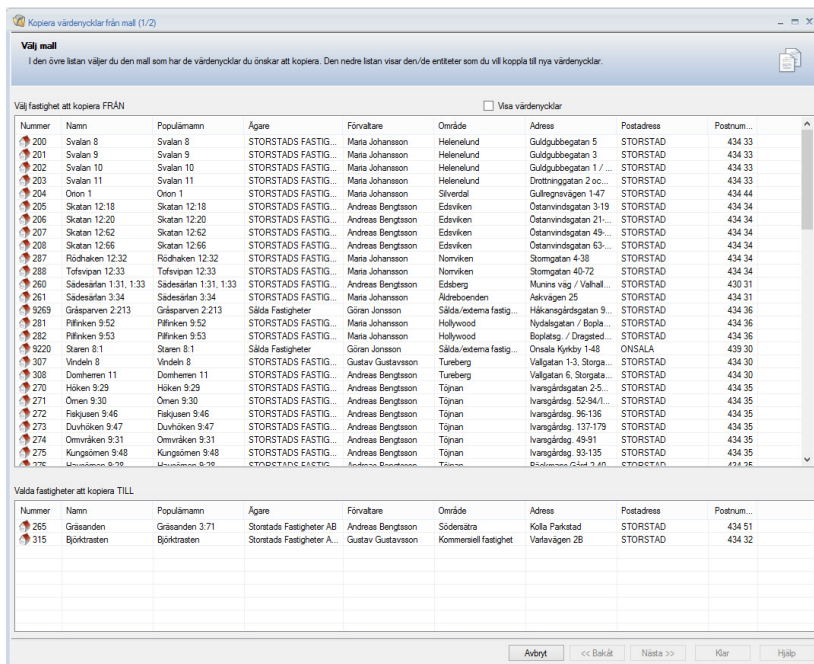 Kopiera värdenycklar från mall (1/2)
Välj mall
I den övre listan väljer du den mall som har de värdenycklar du önskar att kopiera. Den nedre listan visar den/de entiteter som du vill koppla till nya värdenycklar.
Välj fastighet att kopiera FRÅN Visa värdenycklar
Nummer Namn Populärnamn Ägare Förvaltare Område Adress Postadress Postnum...
200 Svalan 8 Svalan 8 STORSTADS FASTIG... Maria Johansson Helenelund Guldgubbegatan 5 STORSTAD 434 33
201 Svalan 9 Svalan 9 STORSTADS FASTIG... Maria Johansson Helenelund Guldgubbegatan 3 STORSTAD 434 33
202 Svalan 10 Svalan 10 STORSTADS FASTIG... Maria Johansson Helenelund Guldgubbegatan 1 / ... STORSTAD 434 33
203 Svalan 11 Svalan 11 STORSTADS FASTIG... Maria Johansson Helenelund Drottninggatan 2 oc... STORSTAD 434 33
204 Orion 1 Orion 1 STORSTADS FASTIG... Maria Johansson Silverdal Gullregnsvägen 1-47 STORSTAD 434 44
205 Skatan 12:18 Skatan 12:18 STORSTADS FASTIG... Andreas Bengtsson Edsviken Östanvindsgatan 3-19 STORSTAD 434 34
206 Skatan 12:20 Skatan 12:20 STORSTADS FASTIG... Andreas Bengtsson Edsviken Östanvindsgatan 21-... STORSTAD 434 34
207 Skatan 12:62 Skatan 12:62 STORSTADS FASTIG... Andreas Bengtsson Edsviken Östanvindsgatan 49-... STORSTAD 434 34
208 Skatan 12:66 Skatan 12:66 STORSTADS FASTIG... Andreas Bengtsson Edsviken Östanvindsgatan 63-... STORSTAD 434 34
287 Rödhaken 12:32 Rödhaken 12:32 STORSTADS FASTIG... Maria Johansson Norrviken Stormgatan 4-38 STORSTAD 434 34
288 Tofsvipan 12:33 Tofsvipan 12:33 STORSTADS FASTIG... Maria Johansson Norrviken Stormgatan 40-72 STORSTAD 434 34
260 Sädesärlan 1:31, 1:33 Sädesärlan 1:31, 1:33 STORSTADS FASTIG... Andreas Bengtsson Edsberg Munins väg / Valhall... STORSTAD 430 31
261 Sädesärlan 3:34 Sädesärlan 3:34 STORSTADS FASTIG... Maria Johansson Äldreboenden Askvägen 25 STORSTAD 434 31
9269 Gråsparven 2:213 Gråsparven 2:213 Sålda Fastigheter Göran Jonsson Sålda/externa fastig... Håkansgårdsgatan 9... STORSTAD 434 36
281 Pilfinken 9:52 Pilfinken 9:52 STORSTADS FASTIG... Maria Johansson Hollywood Nydalsgatan / Bopla... STORSTAD 434 36
282 Pilfinken 9:53 Pilfinken 9:53 STORSTADS FASTIG... Maria Johansson Hollywood Boplatsg. / Dragsted... STORSTAD 434 36
9220 Staren 8:1 Staren 8:1 Sålda Fastigheter Göran Jonsson Sålda/externa fastig... Onsala Kyrkby 1-48 ONSALA 439 30
307 Vindeln 8 Vindeln 8 STORSTADS FASTIG... Gustav Gustavsson Tureberg Vallgatan 1-3, Storga... STORSTAD 434 30
308 Domherren 11 Domherren 11 STORSTADS FASTIG... Andreas Bengtsson Tureberg Vallgatan 6, Storgata... STORSTAD 434 30
270 Höken 9:29 Höken 9:29 STORSTADS FASTIG... Andreas Bengtsson Töjnan Ivarsgårdsgatan 2-5... STORSTAD 434 35
271 Örnen 9:30 Örnen 9:30 STORSTADS FASTIG... Andreas Bengtsson Töjnan Ivarsgårdsg. 52-94/I... STORSTAD 434 35
272 Fiskjusen 9:46 Fiskjusen 9:46 STORSTADS FASTIG... Andreas Bengtsson Töjnan Ivarsgårdsg. 96-136 STORSTAD 434 35
273 Duvhöken 9:47 Duvhöken 9:47 STORSTADS FASTIG... Andreas Bengtsson Töjnan Ivarsgårdsg. 137-179 STORSTAD 434 35
274 Ormvråken 9:31 Ormvråken 9:31 STORSTADS FASTIG... Andreas Bengtsson Töjnan Ivarsgårdsg. 49-91 STORSTAD 434 35
275 Kungsörnen 9:48 Kungsörnen 9:48 STORSTADS FASTIG... Andreas Bengtsson Töjnan Ivarsgårdsg. 93-135 STORSTAD 434 35
276 Havsörnen 9:28 Havsörnen 9:28 STORSTADS FASTIG... Andreas Bengtsson Töjnan STORSTAD 434 35
Valda fastigheter att kopiera TILL
Nummer Namn Populärnamn Ägare Förvaltare Område Adress Postadress Postnum...
265 Gräsanden Gräsanden 3:71 Storstads Fastigheter AB Andreas Bengtsson Södersätra Kolla Parkstad STORSTAD 434 51
315 Björktrasten Björktrasten Storstads Fastigheter A... Gustav Gustavsson Kommersiell fastighet Varlavägen 2B STORSTAD 434 32
Avbryt << Bakåt Nästa >> Klar Hjälp